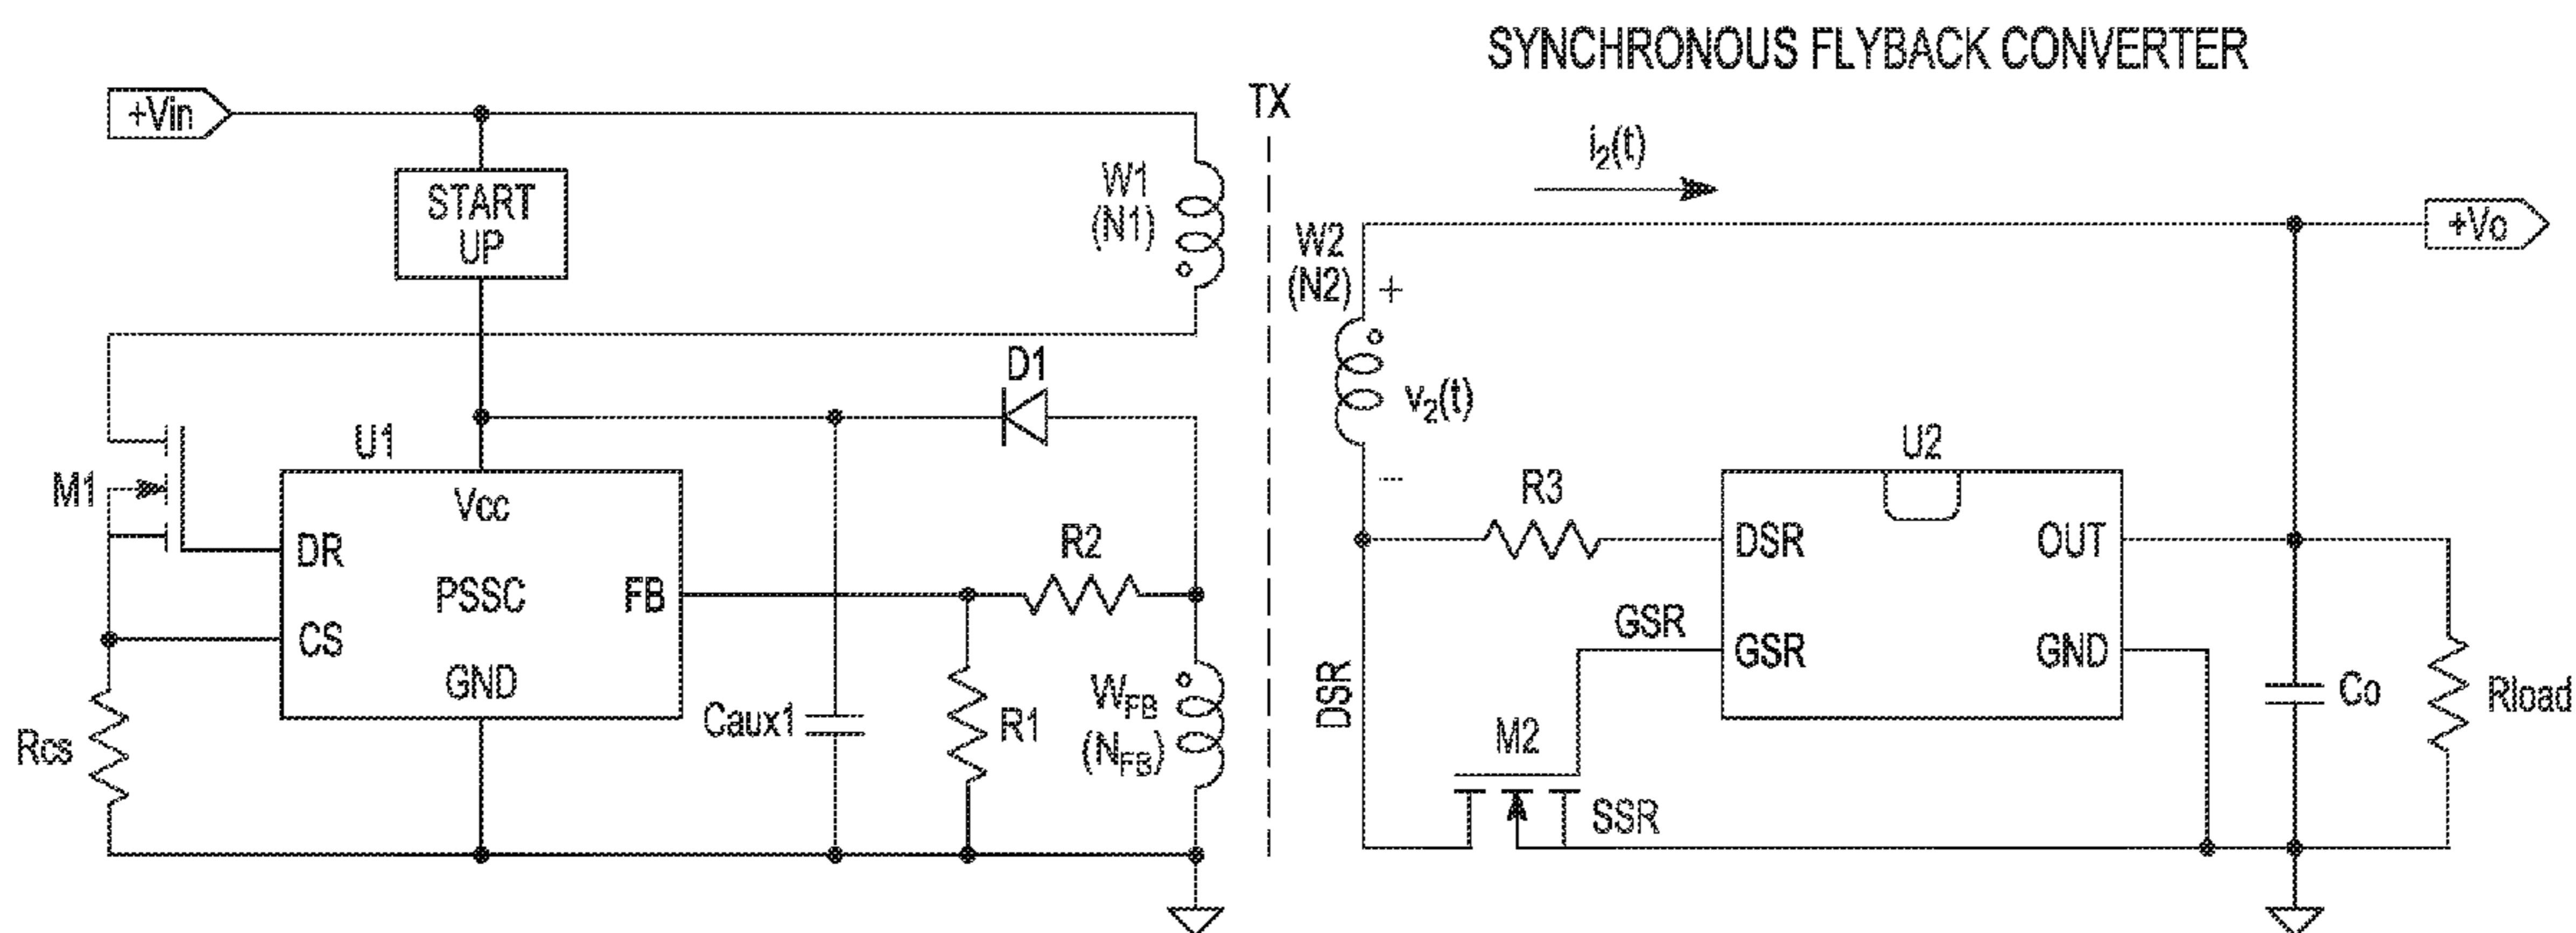 SYNCHRONOUS FLYBACK CONVERTER
+Vin
TX
i₂(t)
START
UP
W1
(N1)
W2
(N2)
+
+Vo
D1
v₂(t)
U1
U2
M1
Vcc
R3
DR
PSSC
FB
R2
DSR
OUT
CS
GSR
GSR
GND
GND
DSR
Rcs
Caux1
R1
W_FB
(N_FB)
M2
SSR
Co
Rload
-